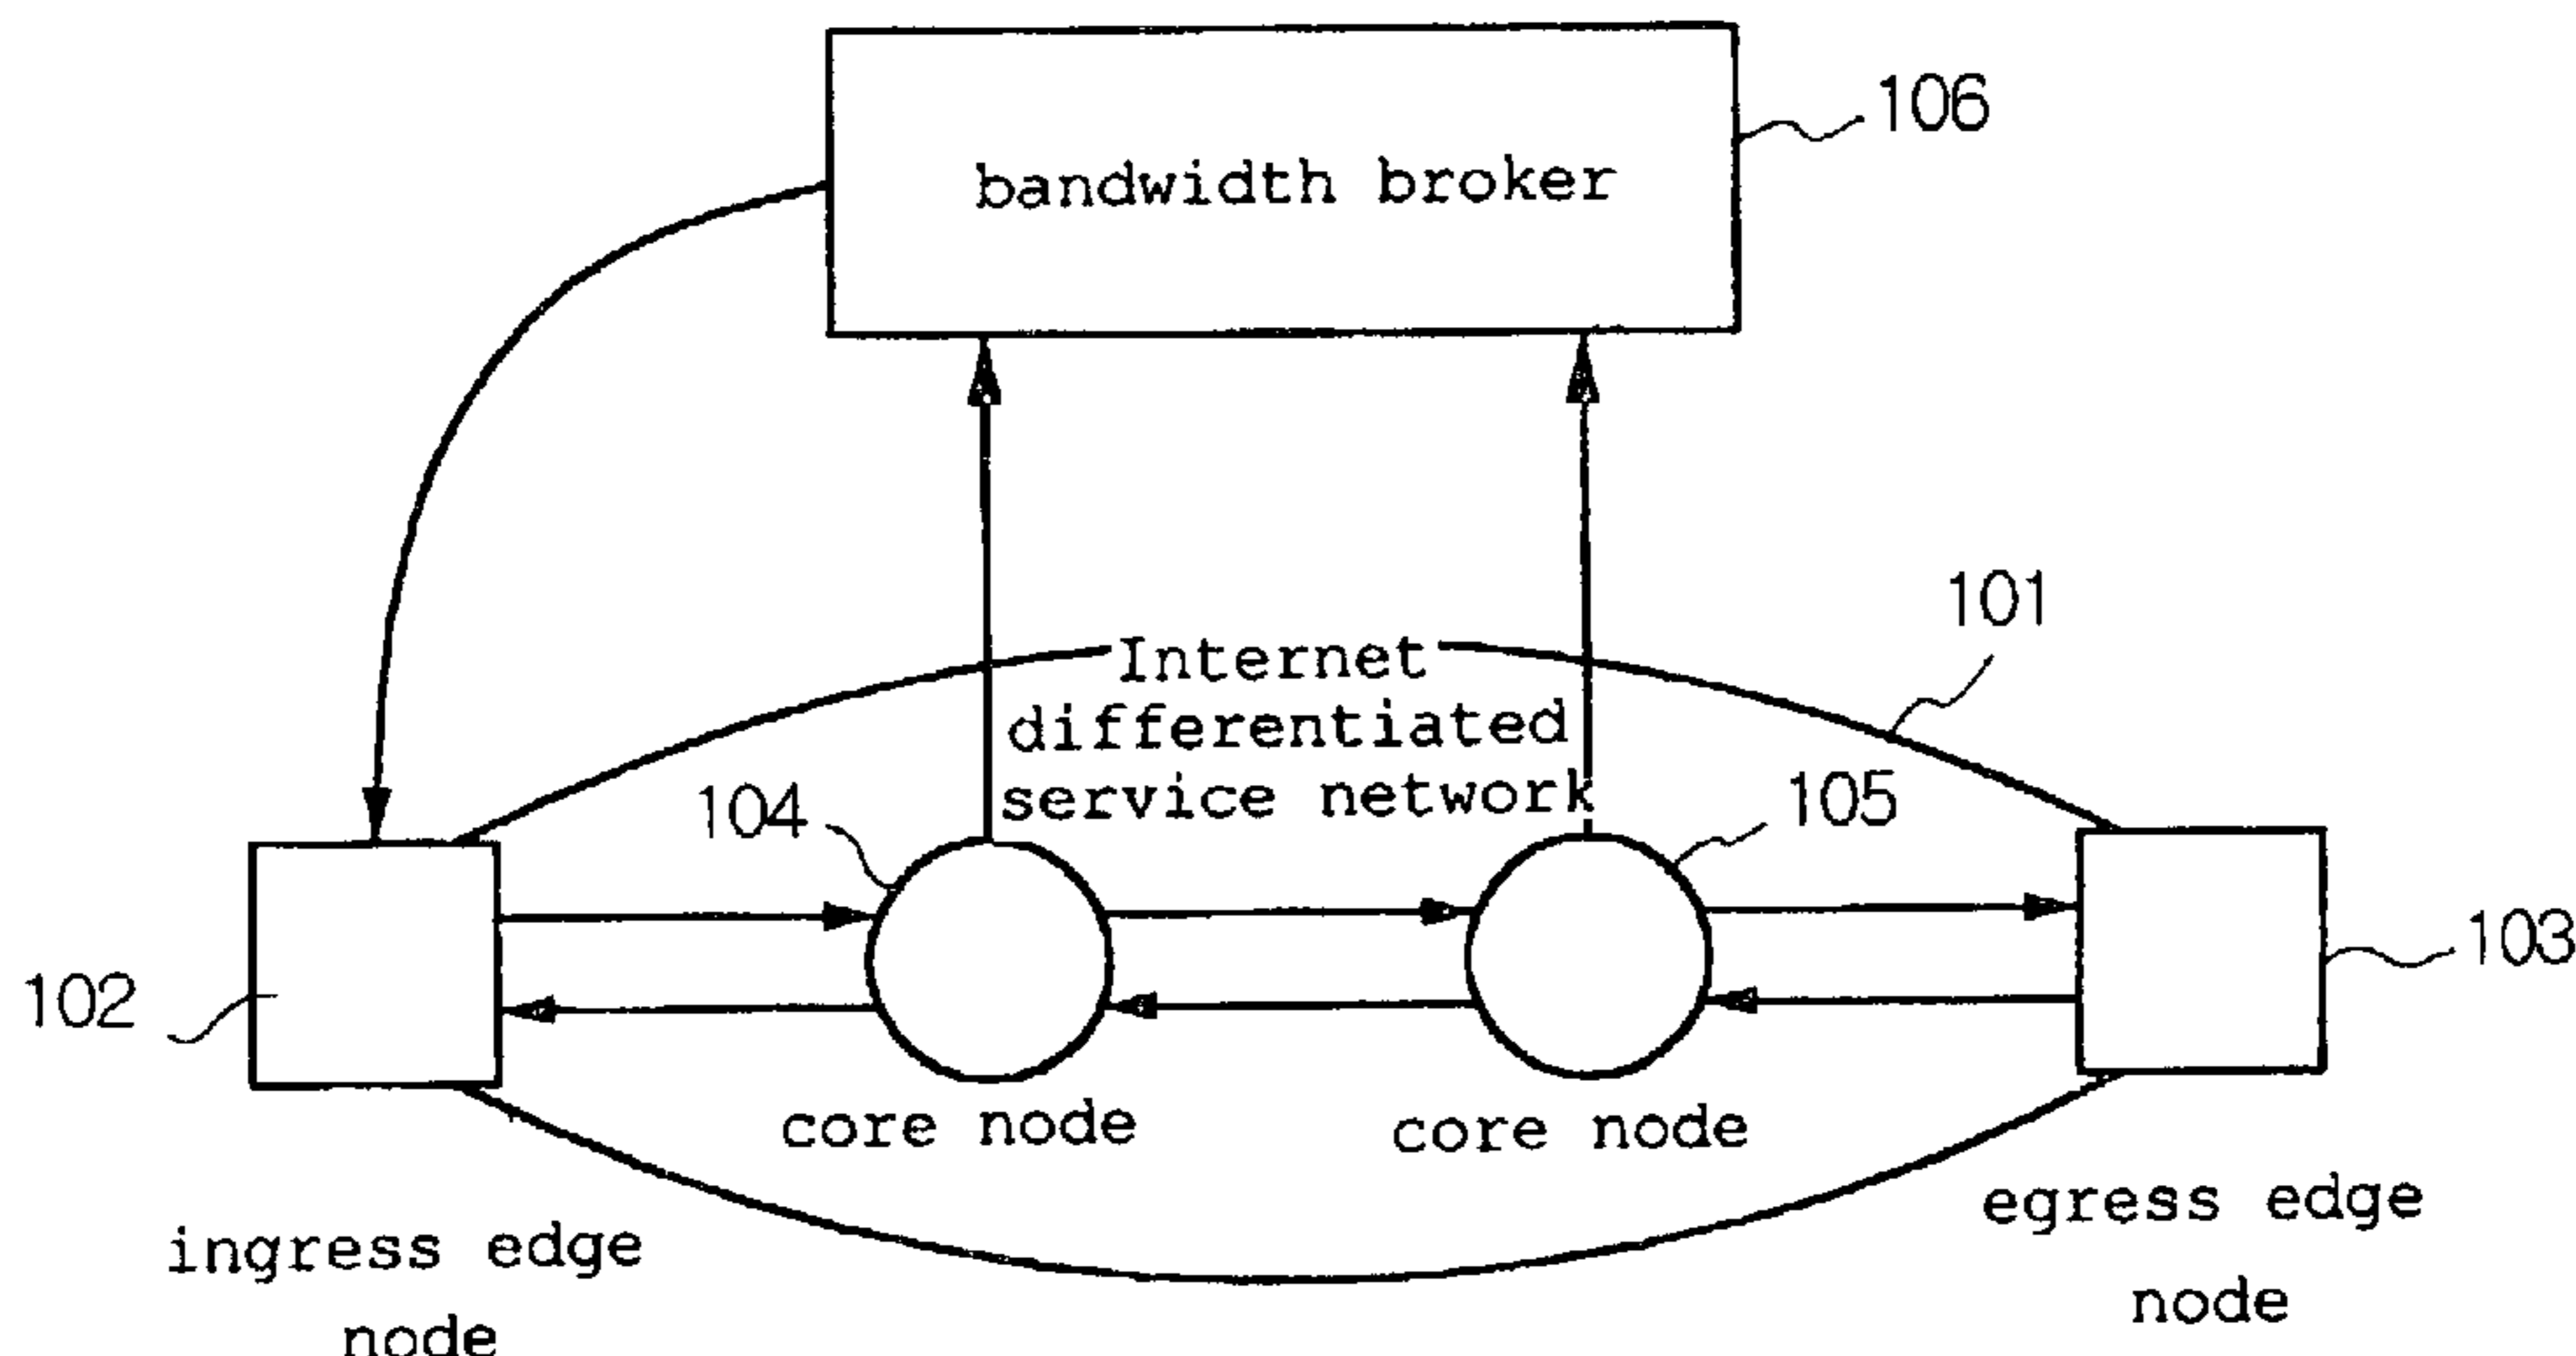 106
bandwidth broker
101
Internet
differentiated
service network
104
105
102
103
core node
core node
ingress edge
node
egress edge
node